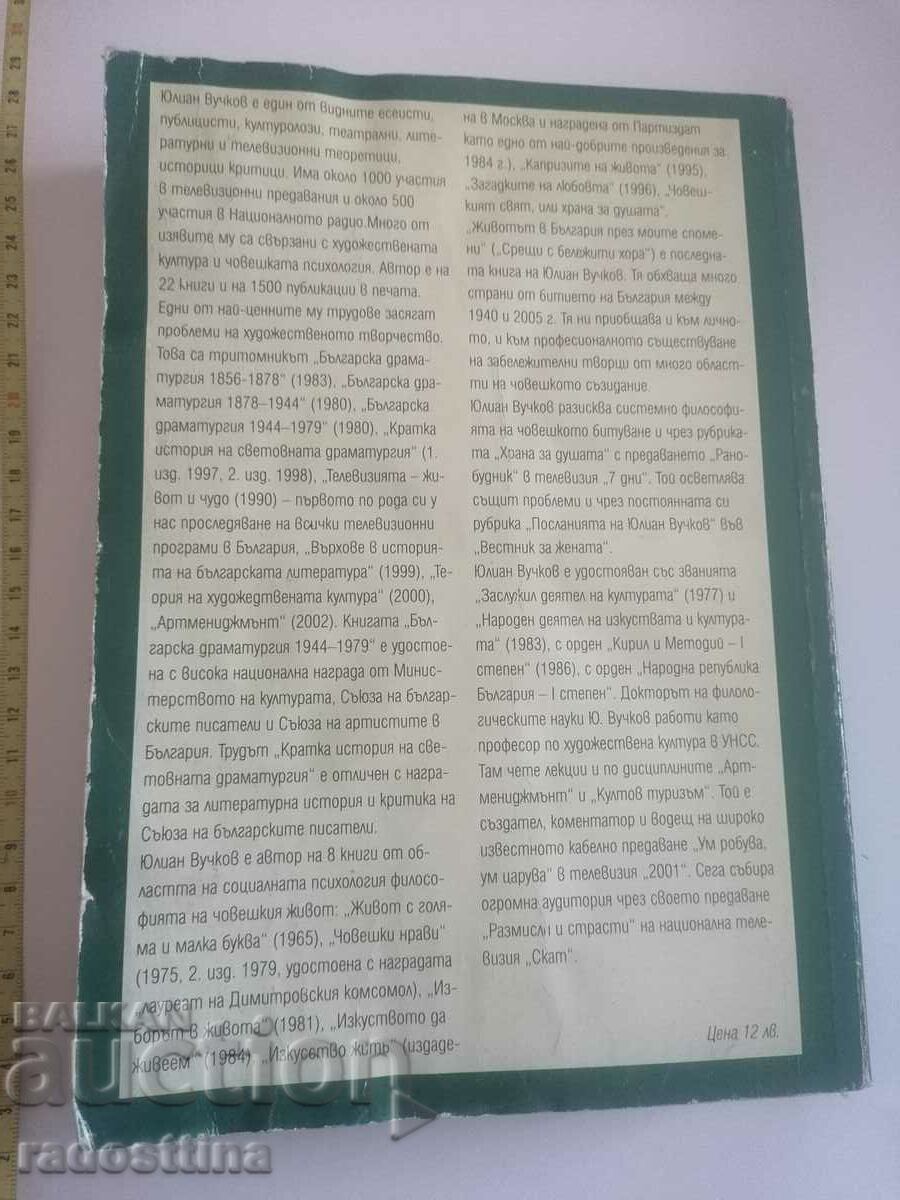 Юлиан Вучков е един от видните есеисти,
публицисти, културолози, театрални, лите-
ратурни и телевизионни теоретици,
историци критици. Има около 1000 участия
в телевизионни предавания и около 500
участия в Националното радио.Много от
изявите му са свързани с художествената
култура и човешката психология. Автор е на
22 книги и на 1500 публикации в печата.
Едни от най-ценните му трудове засягат
проблеми на художественото творчество.
Това са тритомникът „Българска драма-
тургия 1856-1878“ (1983), „Българска дра-
матургия 1878–1944“ (1980), „Българска
драматургия 1944–1979“ (1980), „Кратка
история на световната драматургия“ (1.
изд. 1997, 2. изд. 1998), „Телевизията – жи-
вот и чудо (1990) – първото по рода си у
нас проследяване на всички телевизионни
програми в България, „Върхове в история-
та на българската литература“ (1999), „Те-
ория на художедтвената култура“ (2000),
„Артмениджмънт“ (2002). Книгата „Бъл-
гарска драматургия 1944–1979“ е удостое-
на с висока национална награда от Минис-
терството на културата, Съюза на българ-
ските писатели и Съюза на артистите в
България. Трудът „Кратка история на све-
товната драматургия“ е отличен с награ-
дата за литературна история и критика на
Съюза на българските писатели.
Юлиан Вучков е автор на 8 книги от об-
ластта на социалната психология филосо-
фията на човешкия живот: „Живот с голя-
ма и малка буква“ (1965), „Човешки нрави“
(1975, 2. изд. 1979, удостоена с наградата
„лауреат на Димитровския комсомол), „Из-
борът в живота“ (1981), „Изкуството да
живеем“ (1984) „Изкуство жить“ (издаде-
на в Москва и наградена от Партиздат
като едно от най-добрите произведения за
1984 г.), „Капризите на живота“ (1995),
„Загадките на любовта“ (1996), „Човеш-
кият свят, или храна за душата“.
„Животът в България през моите споме-
ни“ („Срещи с бележити хора“) е последна-
та книга на Юлиан Вучков. Тя обхваща много
страни от битието на България между
1940 и 2005 г. Тя ни приобщава и към лично-
то, и към професионалното съществуване
на забележителни творци от много област-
ти на човешкото съзидание.
Юлиан Вучков разисква системно философи-
ята на човешкото битуване и чрез рубрика-
та „Храна за душата“ с предаването „Рано-
будник“ в телевизия „7 дни“. Той осветлява
същит проблеми и чрез постоянната си
рубрика „Посланията на Юлиан Вучков“ във
„Вестник за жената“.
Юлиан Вучков е удостояван със званията
„Заслужил деятел на културата“ (1977) и
„Народен деятел на изкуствата и култура-
та“ (1983), с орден „Кирил и Методий – I
степен“ (1986), с орден „Народна република
България – I степен“. Докторът на филоло-
гическите науки Ю. Вучков работи като
професор по художествена култура в УНСС.
Там чете лекции и по дисциплините „Арт-
мениджмънт“ и „Култов туризъм“. Той е
създател, коментатор и водещ на широко
известното кабелно предаване „Ум робува,
ум царува“ в телевизия „2001“. Сега събира
огромна аудитория чрез своето предаване
„Размисли и страсти“ на национална теле-
визия „Скат“.
Цена 12 лв.
BALKAN
auction
radosttina